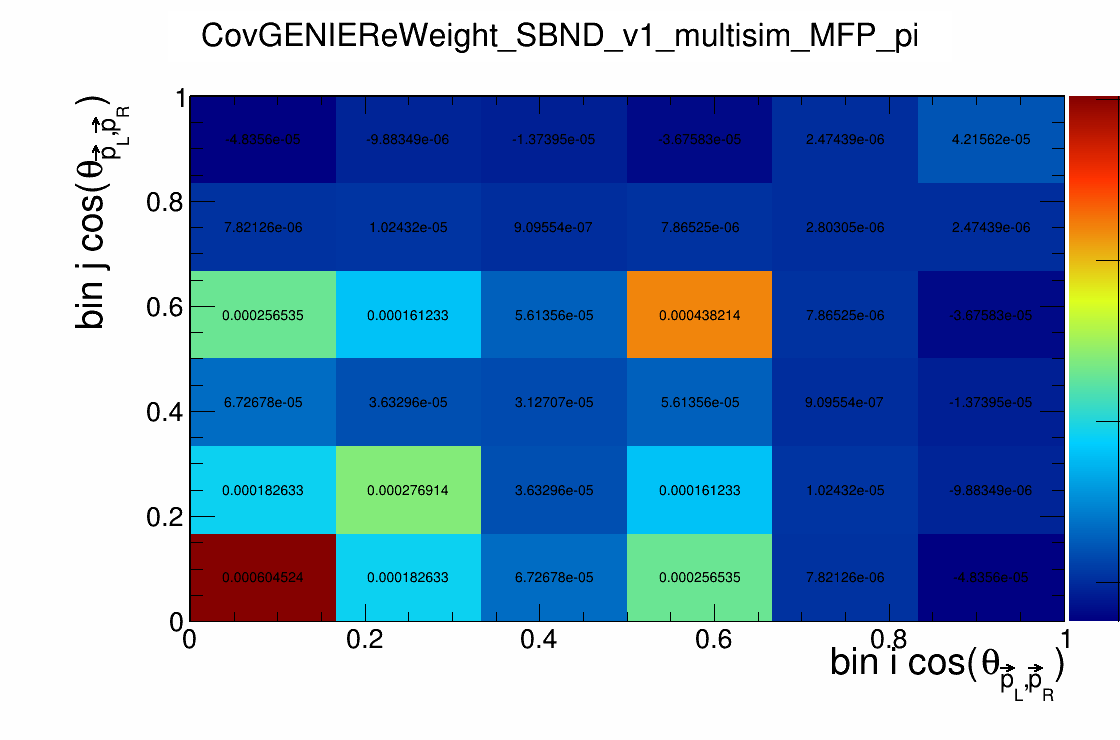 CovGENIEReWeight_SBND_v1_multisim_MFP_pi
bin j cos(θ p_L,p_R)
1
0.8
0.6
0.4
0.2
0
-4.8356e-05 -9.88349e-06 -1.37395e-05 -3.67583e-05 2.47439e-06 4.21562e-05
7.82126e-06 1.02432e-05 9.09554e-07 7.86525e-06 2.80305e-06 2.47439e-06
0.000256535 0.000161233 5.61356e-05 0.000438214 7.86525e-06 -3.67583e-05
6.72678e-05 3.63296e-05 3.12707e-05 5.61356e-05 9.09554e-07 -1.37395e-05
0.000182633 0.000276914 3.63296e-05 0.000161233 1.02432e-05 -9.88349e-06
0.000604524 0.000182633 6.72678e-05 0.000256535 7.82126e-06 -4.8356e-05
0 0.2 0.4 0.6 0.8 1
bin i cos(θ p_L,p_R)